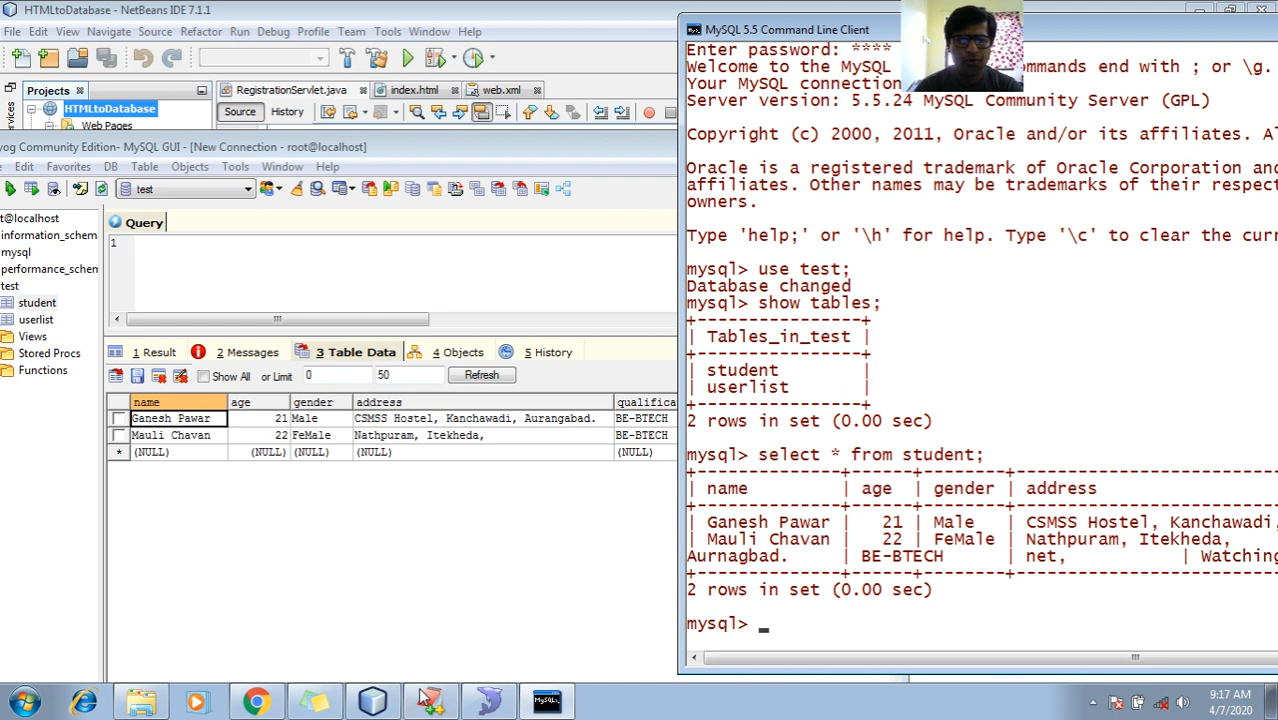 HTMLtoDatabase - NetBeans IDE 7.1.1
File Edit View Navigate Source Refactor Run Debug Profile Team Tools Window Help
Projects
RegistrationServlet.java index.html web.xml
HTMLtoDatabase
Source History
Web Pages
yog Community Edition- MySQL GUI - [New Connection - root@localhost]
Edit Favorites DB Table Objects Tools Window Help
test
t@localhost
information_schem
mysql
performance_schem
test
student
userlist
Views
Stored Procs
Functions
Query
1
1 Result 2 Messages 3 Table Data 4 Objects 5 History
Show All or Limit 0 50 Refresh
name age gender address qualifica
Ganesh Pawar 21 Male CSMSS Hostel, Kanchawadi, Aurangabad. BE-BTECH
Mauli Chavan 22 FeMale Nathpuram, Itekheda, BE-BTECH
* (NULL) (NULL) (NULL) (NULL) (NULL)
MySQL 5.5 Command Line Client
Enter password: ****
Welcome to the MySQL ommands end with ; or \g.
Your MySQL connection
Server version: 5.5.24 MySQL Community Server (GPL)
Copyright (c) 2000, 2011, Oracle and/or its affiliates. A
Oracle is a registered trademark of Oracle Corporation and
affiliates. Other names may be trademarks of their respect
owners.
Type 'help;' or '\h' for help. Type '\c' to clear the curr
mysql> use test;
Database changed
mysql> show tables;
+----------------+
| Tables_in_test |
+----------------+
| student |
| userlist |
+----------------+
2 rows in set (0.00 sec)
mysql> select * from student;
| name | age | gender | address
| Ganesh Pawar | 21 | Male | CSMSS Hostel, Kanchawadi,
| Mauli Chavan | 22 | FeMale | Nathpuram, Itekheda,
Aurnagbad. | BE-BTECH | net, | Watching
2 rows in set (0.00 sec)
mysql> _
9:17 AM
4/7/2020